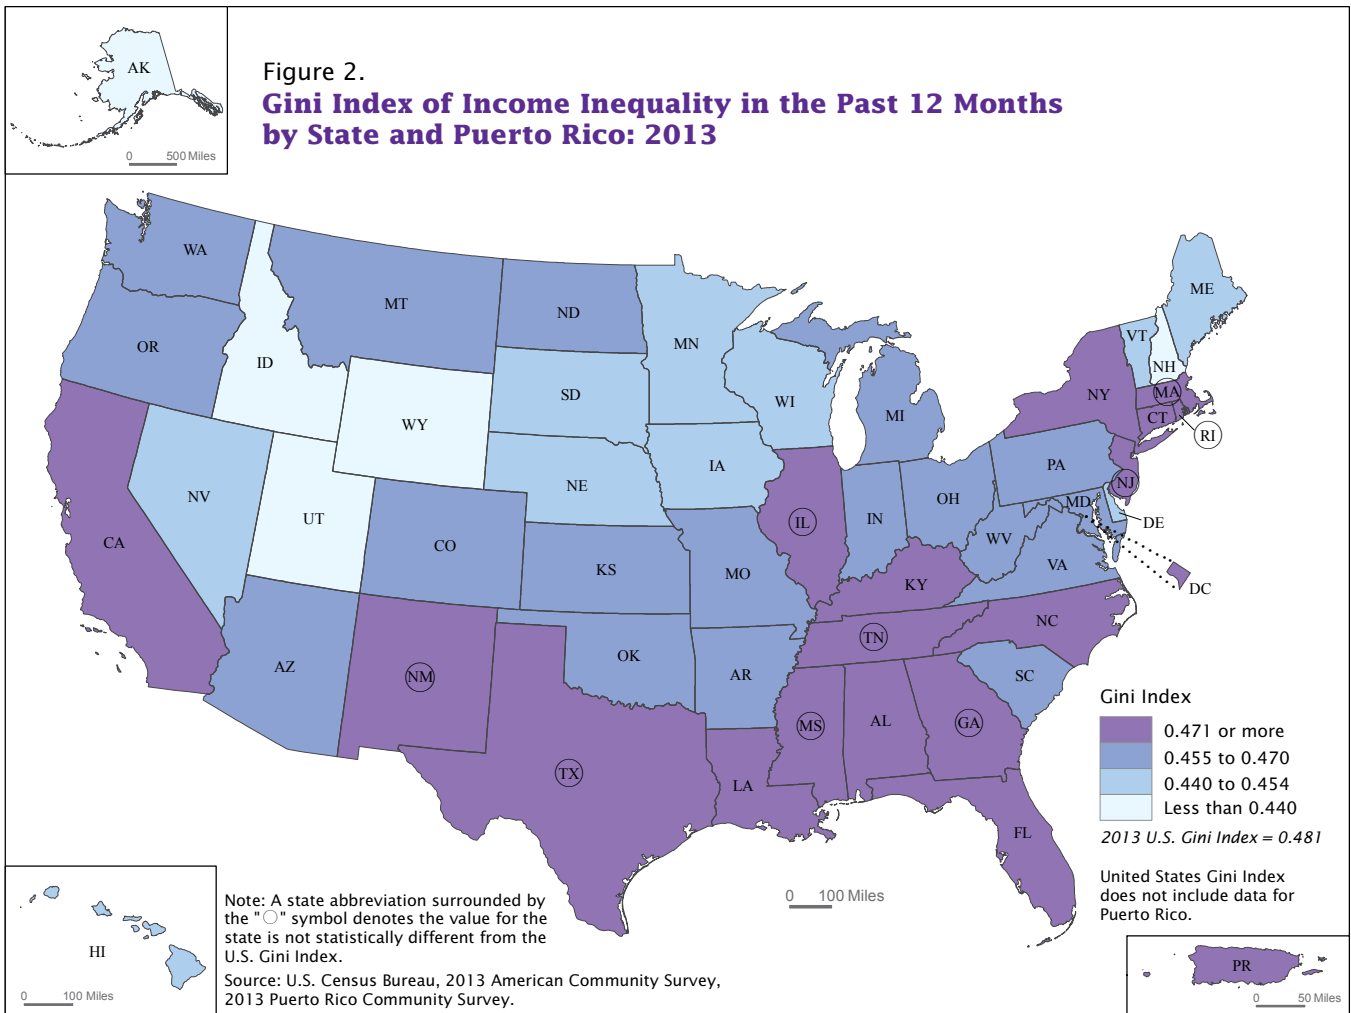 AK
0 500 Miles
Figure 2.
Gini Index of Income Inequality in the Past 12 Months
by State and Puerto Rico: 2013
WA
MT
ND
MN
ME
VT
NH
OR
ID
SD
WI
MI
NY
MA
CT
RI
WY
NV
UT
NE
IA
PA
NJ
CA
CO
KS
MO
IL
IN
OH
WV
MD
DE
VA
DC
KY
AZ
NM
OK
AR
TN
NC
SC
TX
LA
MS
AL
GA
FL
Gini Index
0.471 or more
0.455 to 0.470
0.440 to 0.454
Less than 0.440
2013 U.S. Gini Index = 0.481
United States Gini Index
does not include data for
Puerto Rico.
0 100 Miles
HI
0 100 Miles
Note: A state abbreviation surrounded by
the "○" symbol denotes the value for the
state is not statistically different from the
U.S. Gini Index.
Source: U.S. Census Bureau, 2013 American Community Survey,
2013 Puerto Rico Community Survey.
PR
0 50 Miles